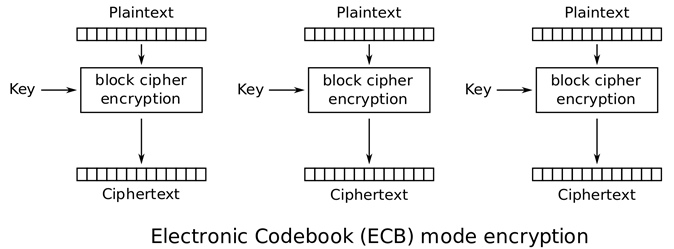 Plaintext Plaintext Plaintext
Key block cipher encryption Key block cipher encryption Key block cipher encryption
Ciphertext Ciphertext Ciphertext
Electronic Codebook (ECB) mode encryption